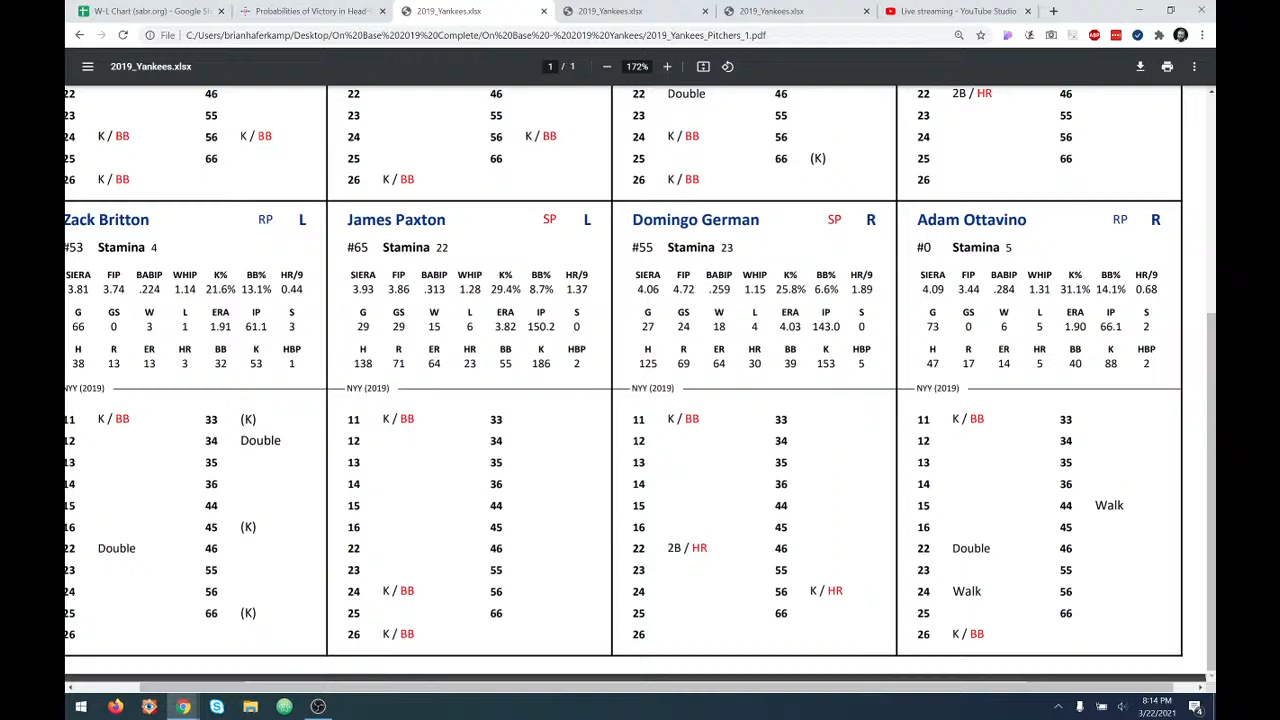 W-L Chart (sabr.org) - Google Sh
Probabilities of Victory in Head-
2019_Yankees.xlsx
2019_Yankees.xlsx
2019_Yankees.xlsx
Live streaming - YouTube Studio
File C:/Users/brianhaferkamp/Desktop/On%20Base%202019%20Complete/On%20Base%20-%202019%20Yankees/2019_Yankees_Pitchers_1.pdf
2019_Yankees.xlsx 1 / 1 172%
22 46 22 46 22 Double 46 22 2B / HR 46
23 55 23 55 23 55 23 55
24 K / BB 56 K / BB 24 56 K / BB 24 K / BB 56 24 56
25 66 25 66 25 66 (K) 25 66
26 K / BB 26 K / BB 26 K / BB 26
Zack Britton RP L
#53 Stamina 4
SIERA FIP BABIP WHIP K% BB% HR/9
3.81 3.74 .224 1.14 21.6% 13.1% 0.44
G GS W L ERA IP S
66 0 3 1 1.91 61.1 3
H R ER HR BB K HBP
38 13 13 3 32 53 1
NYY (2019)
11 K / BB 33 (K)
12 34 Double
13 35
14 36
15 44
16 45 (K)
22 Double 46
23 55
24 56
25 66 (K)
26
James Paxton SP L
#65 Stamina 22
SIERA FIP BABIP WHIP K% BB% HR/9
3.93 3.86 .313 1.28 29.4% 8.7% 1.37
G GS W L ERA IP S
29 29 15 6 3.82 150.2 0
H R ER HR BB K HBP
138 71 64 23 55 186 2
NYY (2019)
11 K / BB 33
12 34
13 35
14 36
15 44
16 45
22 46
23 55
24 K / BB 56
25 66
26 K / BB
Domingo German SP R
#55 Stamina 23
SIERA FIP BABIP WHIP K% BB% HR/9
4.06 4.72 .259 1.15 25.8% 6.6% 1.89
G GS W L ERA IP S
27 24 18 4 4.03 143.0 0
H R ER HR BB K HBP
125 69 64 30 39 153 5
NYY (2019)
11 K / BB 33
12 34
13 35
14 36
15 44
16 45
22 2B / HR 46
23 55
24 56 K / HR
25 66
26
Adam Ottavino RP R
#0 Stamina 5
SIERA FIP BABIP WHIP K% BB% HR/9
4.09 3.44 .284 1.31 31.1% 14.1% 0.68
G GS W L ERA IP S
73 0 6 5 1.90 66.1 2
H R ER HR BB K HBP
47 17 14 5 40 88 2
NYY (2019)
11 K / BB 33
12 34
13 35
14 36
15 44 Walk
16 45
22 Double 46
23 55
24 Walk 56
25 66
26 K / BB
8:14 PM
3/22/2021